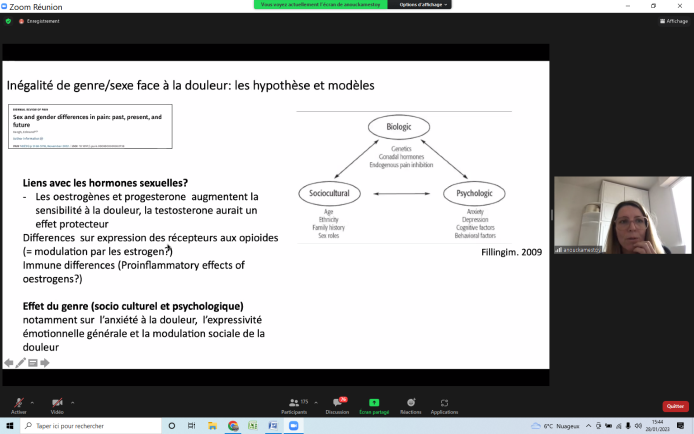 Zoom Réunion
Vous voyez actuellement l'écran de anouckamestoy
Options d'affichage
Enregistrement
Affichage
Inégalité de genre/sexe face à la douleur: les hypothèse et modèles
Sex and gender differences in pain: past, present, and
future
Biologic
Genetics
Gonadal hormones
Endogenous pain inhibition
Sociocultural
Age
Ethnicity
Family history
Sex roles
Psychologic
Anxiety
Depression
Cognitive factors
Behavioral factors
Fillingim. 2009
Liens avec les hormones sexuelles?
- Les oestrogènes et progesterone augmentent la
sensibilité à la douleur, la testosterone aurait un
effet protecteur
Differences sur expression des récepteurs aux opioides
(= modulation par les estrogen?)
Immune differences (Proinflammatory effects of
oestrogens?)
Effet du genre (socio culturel et psychologique)
notamment sur l'anxiété à la douleur, l'expressivité
émotionnelle générale et la modulation sociale de la
douleur
anouckamestoy
Activer
Vidéo
Participants
175
Discussion
Écran partagé
Réactions
Applications
Quitter
Taper ici pour rechercher
6°C Nuageux
15:44
28/01/2023